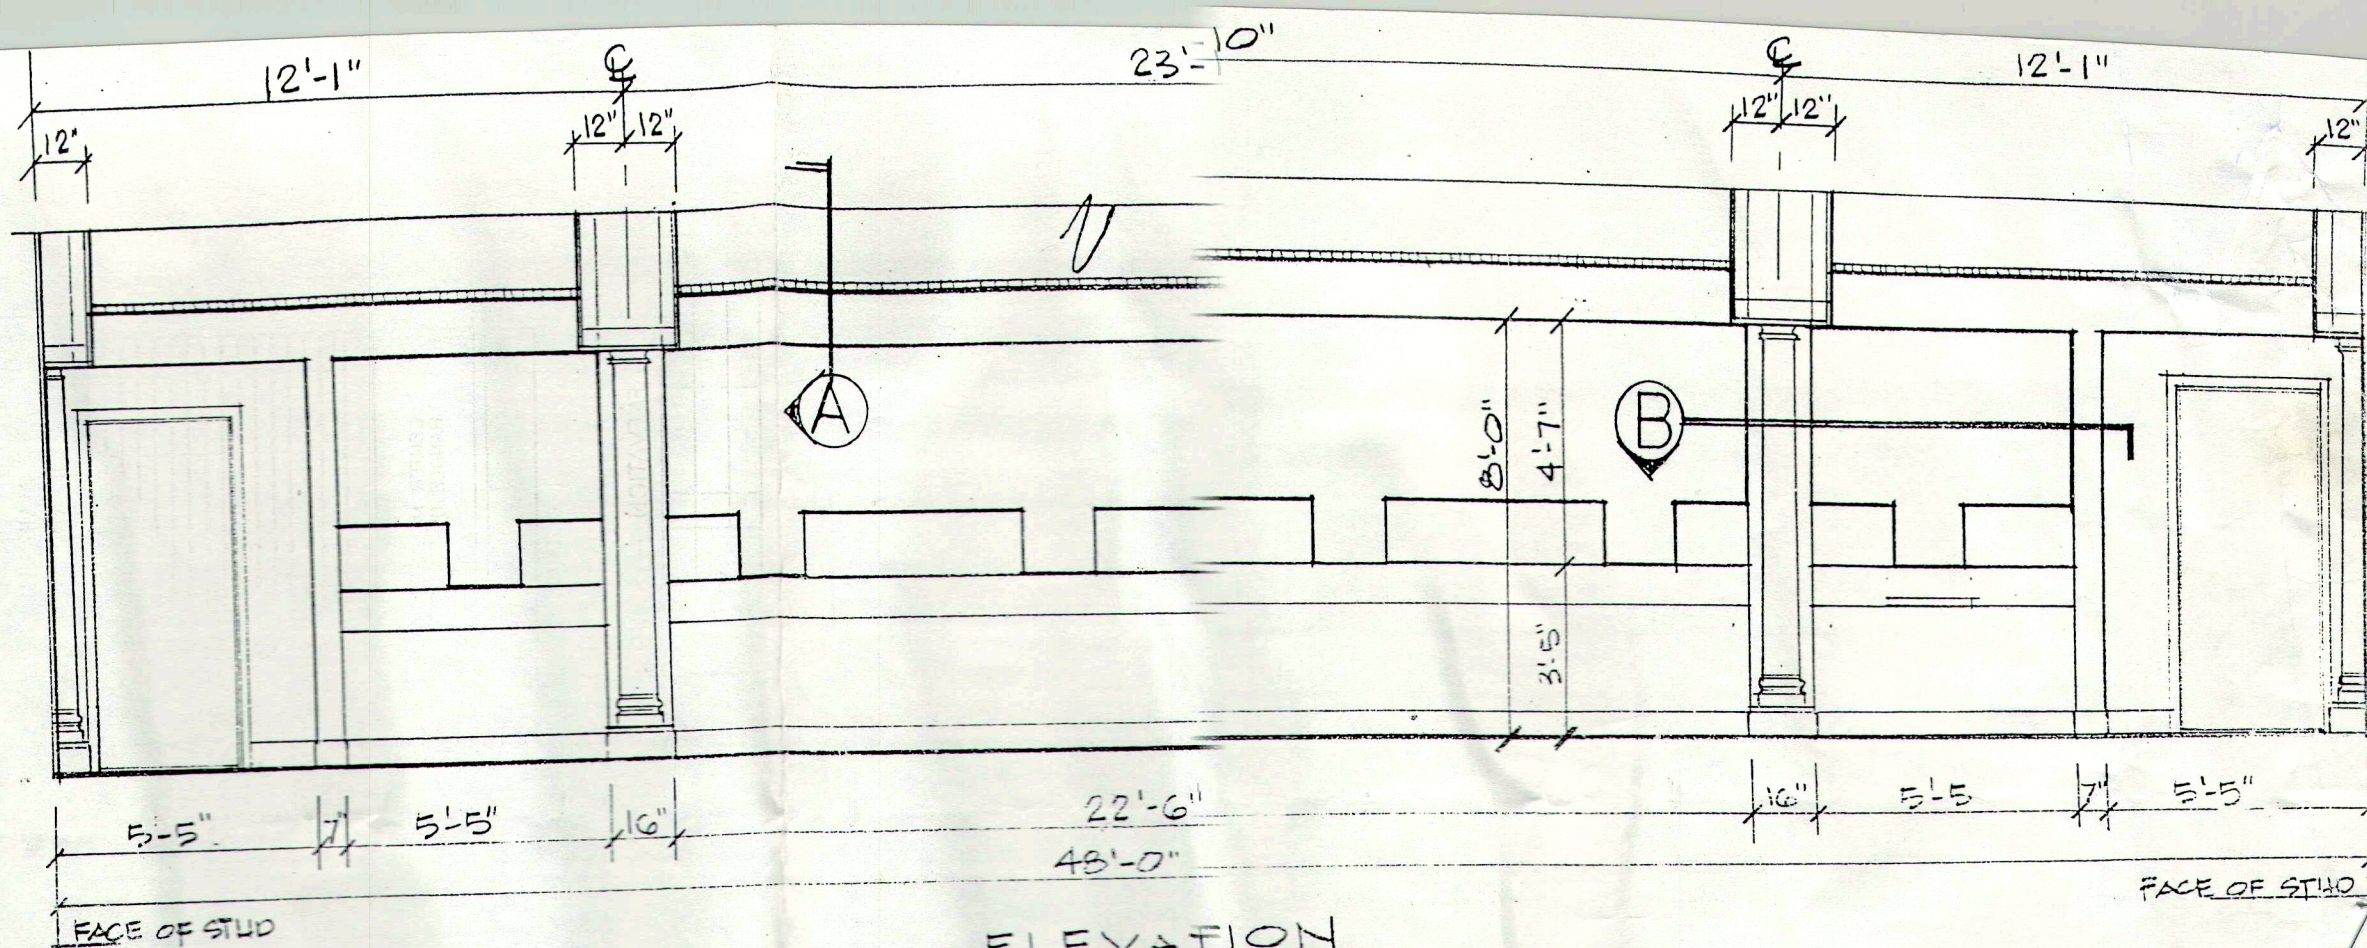 12'-1" ℄ 23'-10" ℄ 12'-1"
12" 12" 12" 12" 12" 12"
A
B
8'-0" 4'-7"
3'-5"
5'-5" 7" 5'-5" 16" 22'-6" 16" 5'-5 7" 5'-5"
48'-0"
FACE OF STUD FACE OF STUD
ELEVATION